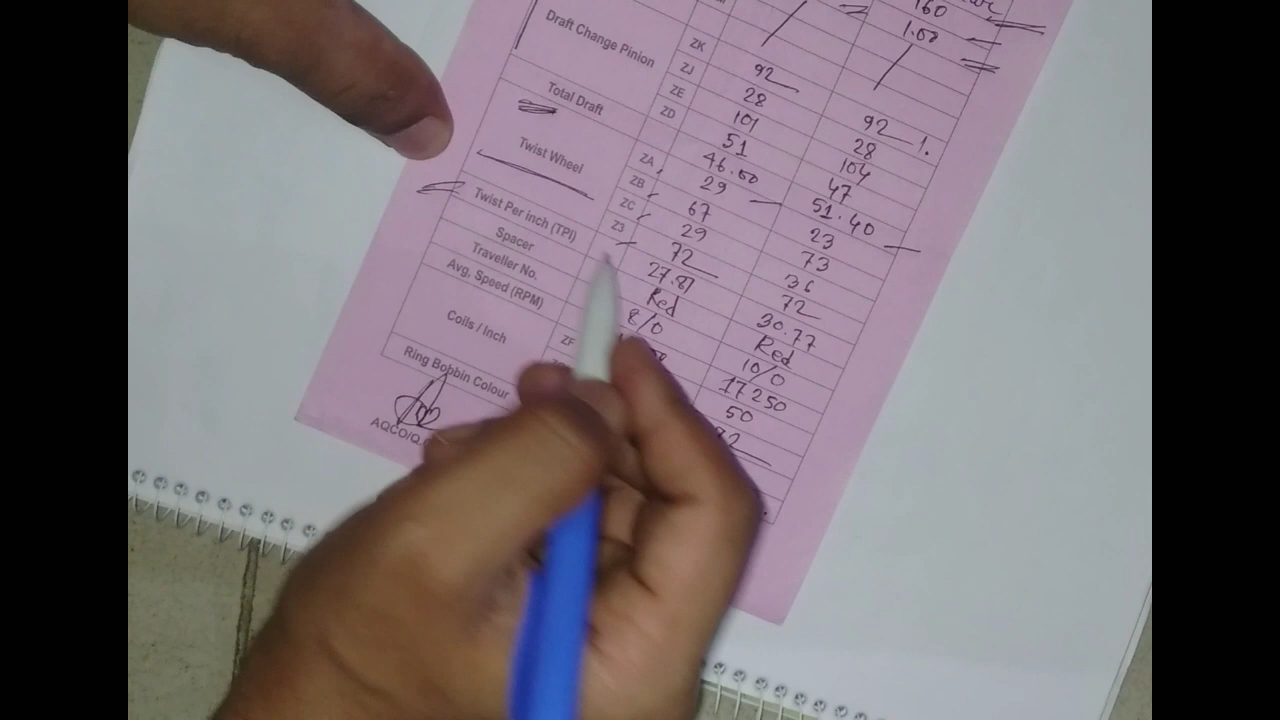 160
1.60
Draft Change Pinion ZK
ZJ 92 92
ZE 28 28
ZD 101 104
51 47
Total Draft 46.60 51.40
Twist Wheel ZA 29 23
ZB 67 73
ZC 29 36
Z3 72 72
Twist Per inch (TPI) 27.81 30.77
Spacer Red Red
Traveller No. 8/0 10/0
Avg, Speed (RPM) 17250
Coils / Inch ZF 50
Ring Bobbin Colour
AQCO/Q.